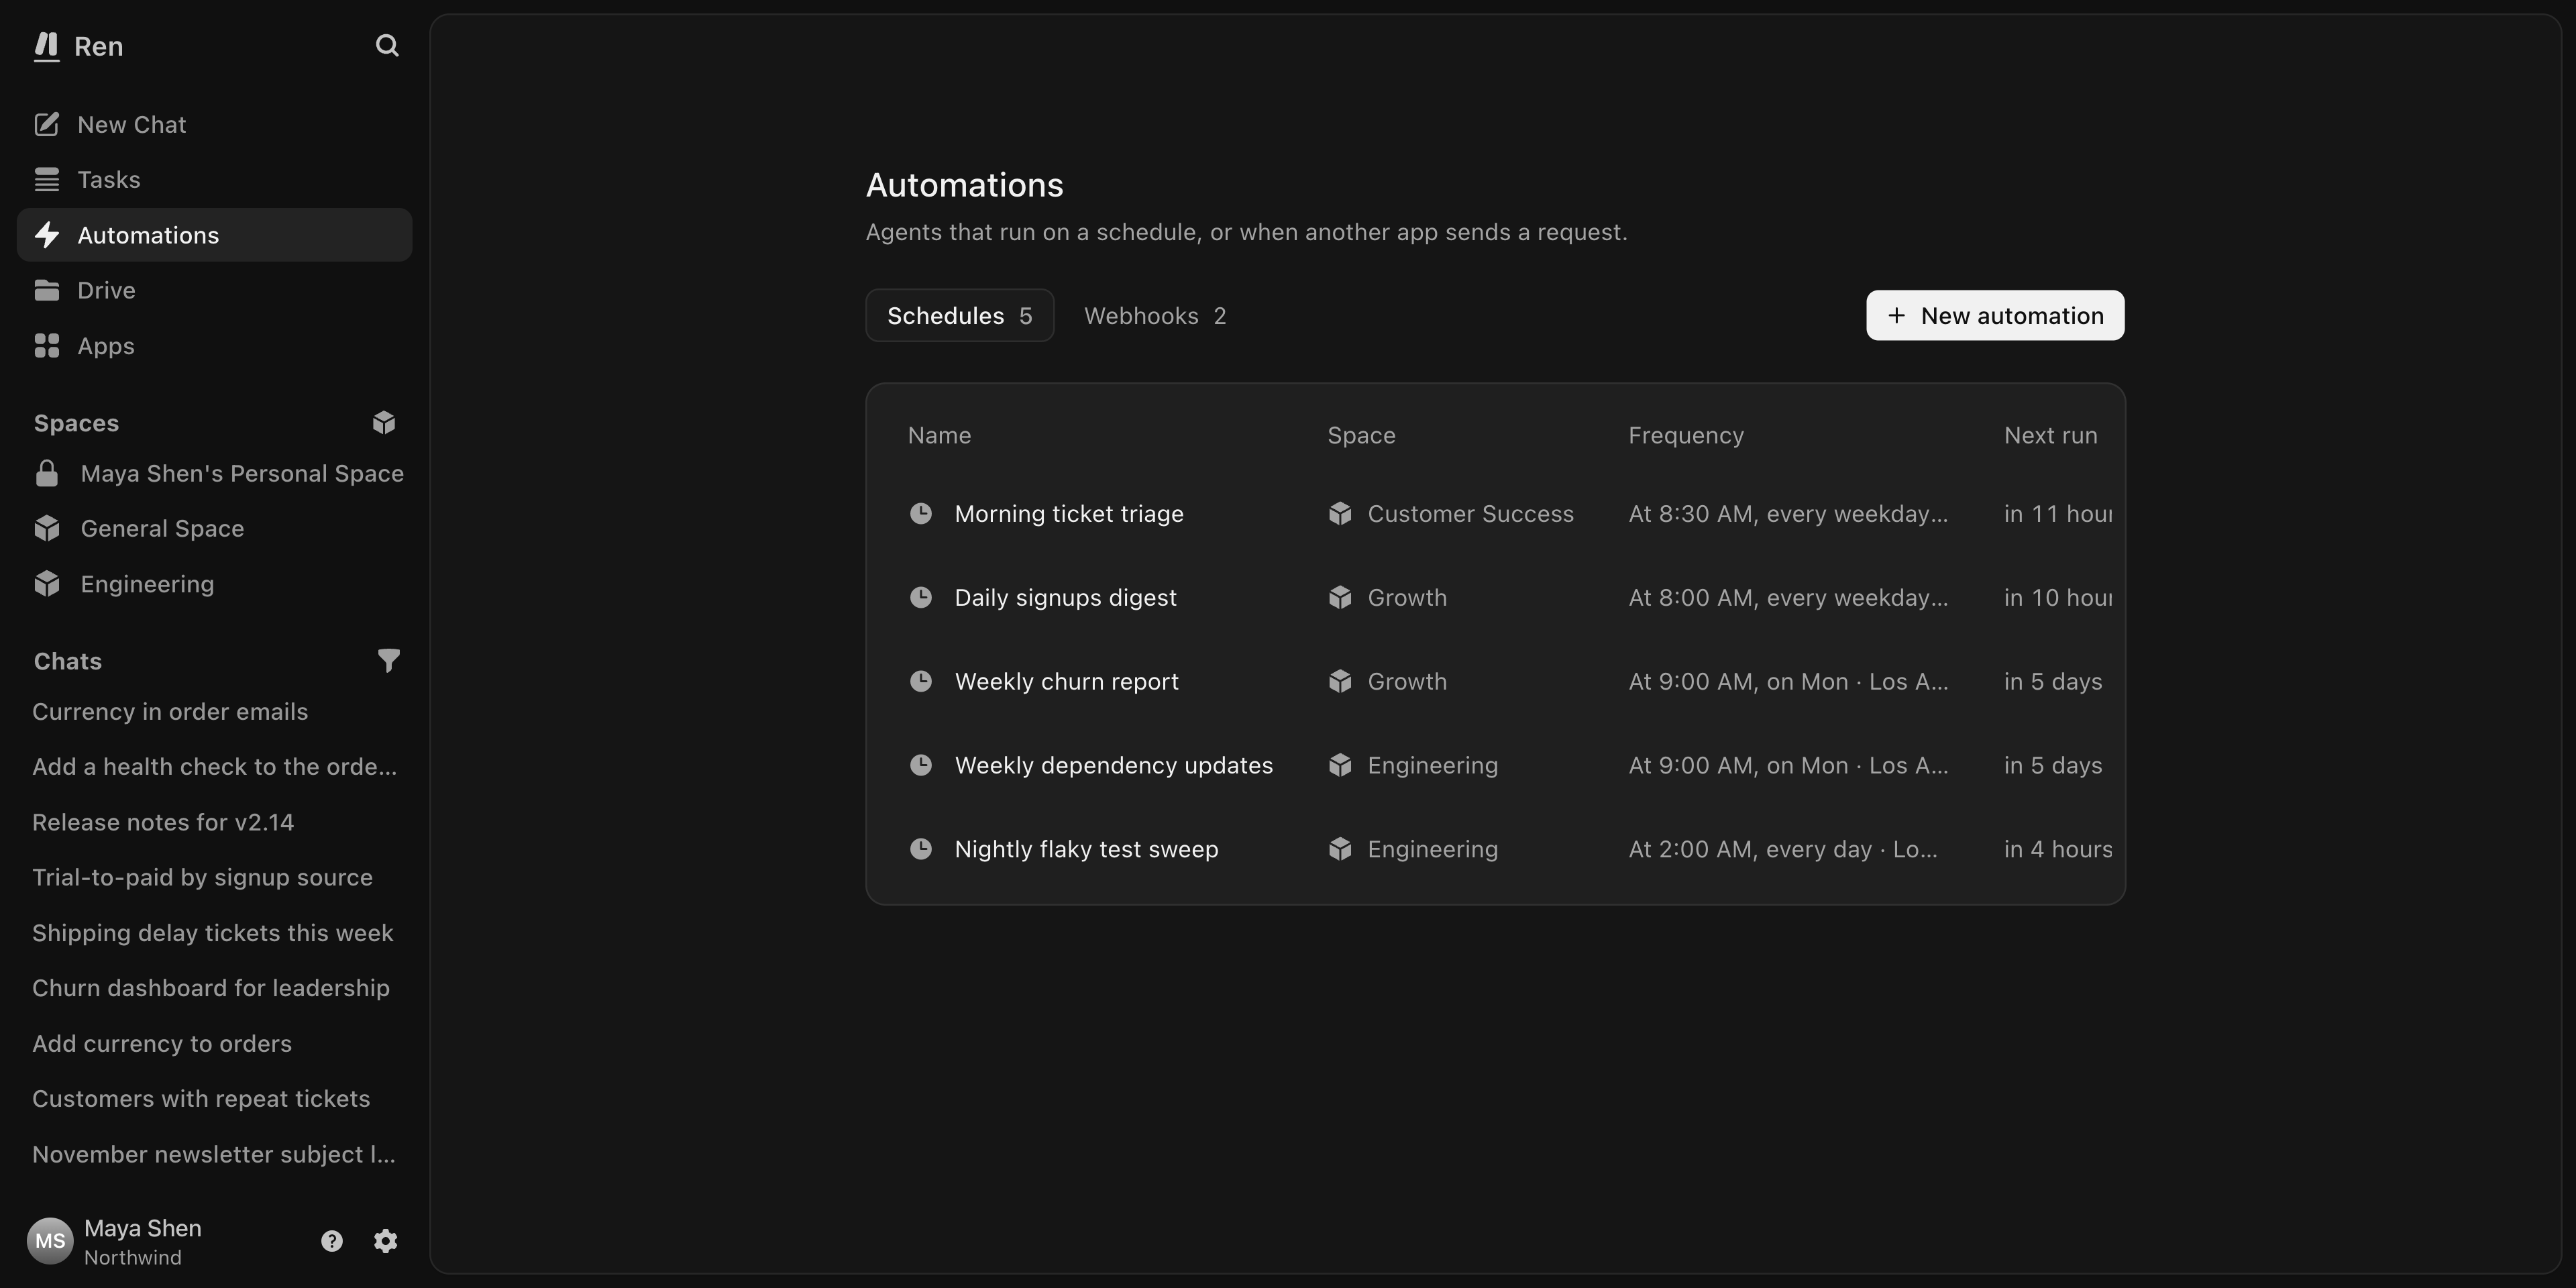 Ren
New Chat
Tasks
Automations
Drive
Apps
Spaces
Maya Shen's Personal Space
General Space
Engineering
Chats
Currency in order emails
Add a health check to the orde...
Release notes for v2.14
Trial-to-paid by signup source
Shipping delay tickets this week
Churn dashboard for leadership
Add currency to orders
Customers with repeat tickets
November newsletter subject l...
MS
Maya Shen
Northwind
Automations
Agents that run on a schedule, or when another app sends a request.
Schedules 5 Webhooks 2
+ New automation
Name Space Frequency Next run
Morning ticket triage Customer Success At 8:30 AM, every weekday... in 11 hour
Daily signups digest Growth At 8:00 AM, every weekday... in 10 hour
Weekly churn report Growth At 9:00 AM, on Mon · Los A... in 5 days
Weekly dependency updates Engineering At 9:00 AM, on Mon · Los A... in 5 days
Nightly flaky test sweep Engineering At 2:00 AM, every day · Lo... in 4 hours